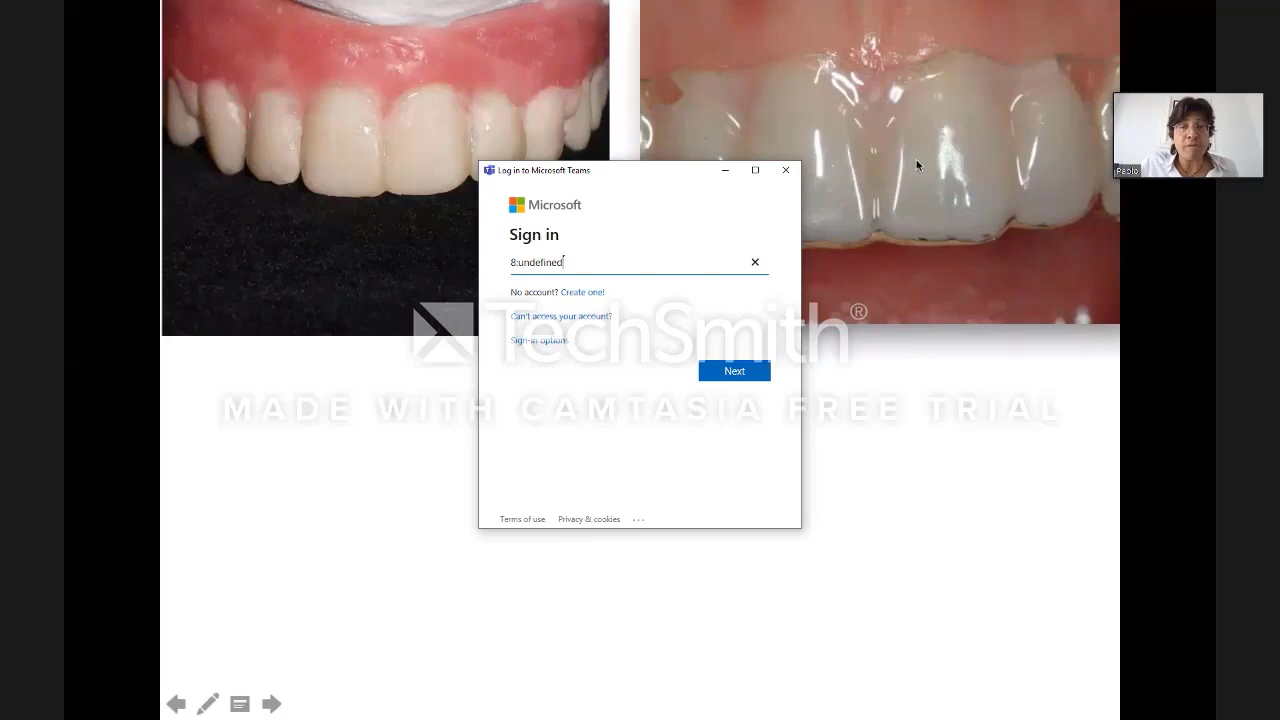 Log in to Microsoft Teams
Microsoft
Sign in
8:undefined
No account? Create one!
Can't access your account?
Sign-in options
Next
Terms of use Privacy & cookies ...
Paolo
TechSmith®
MADE WITH CAMTASIA FREE TRIAL